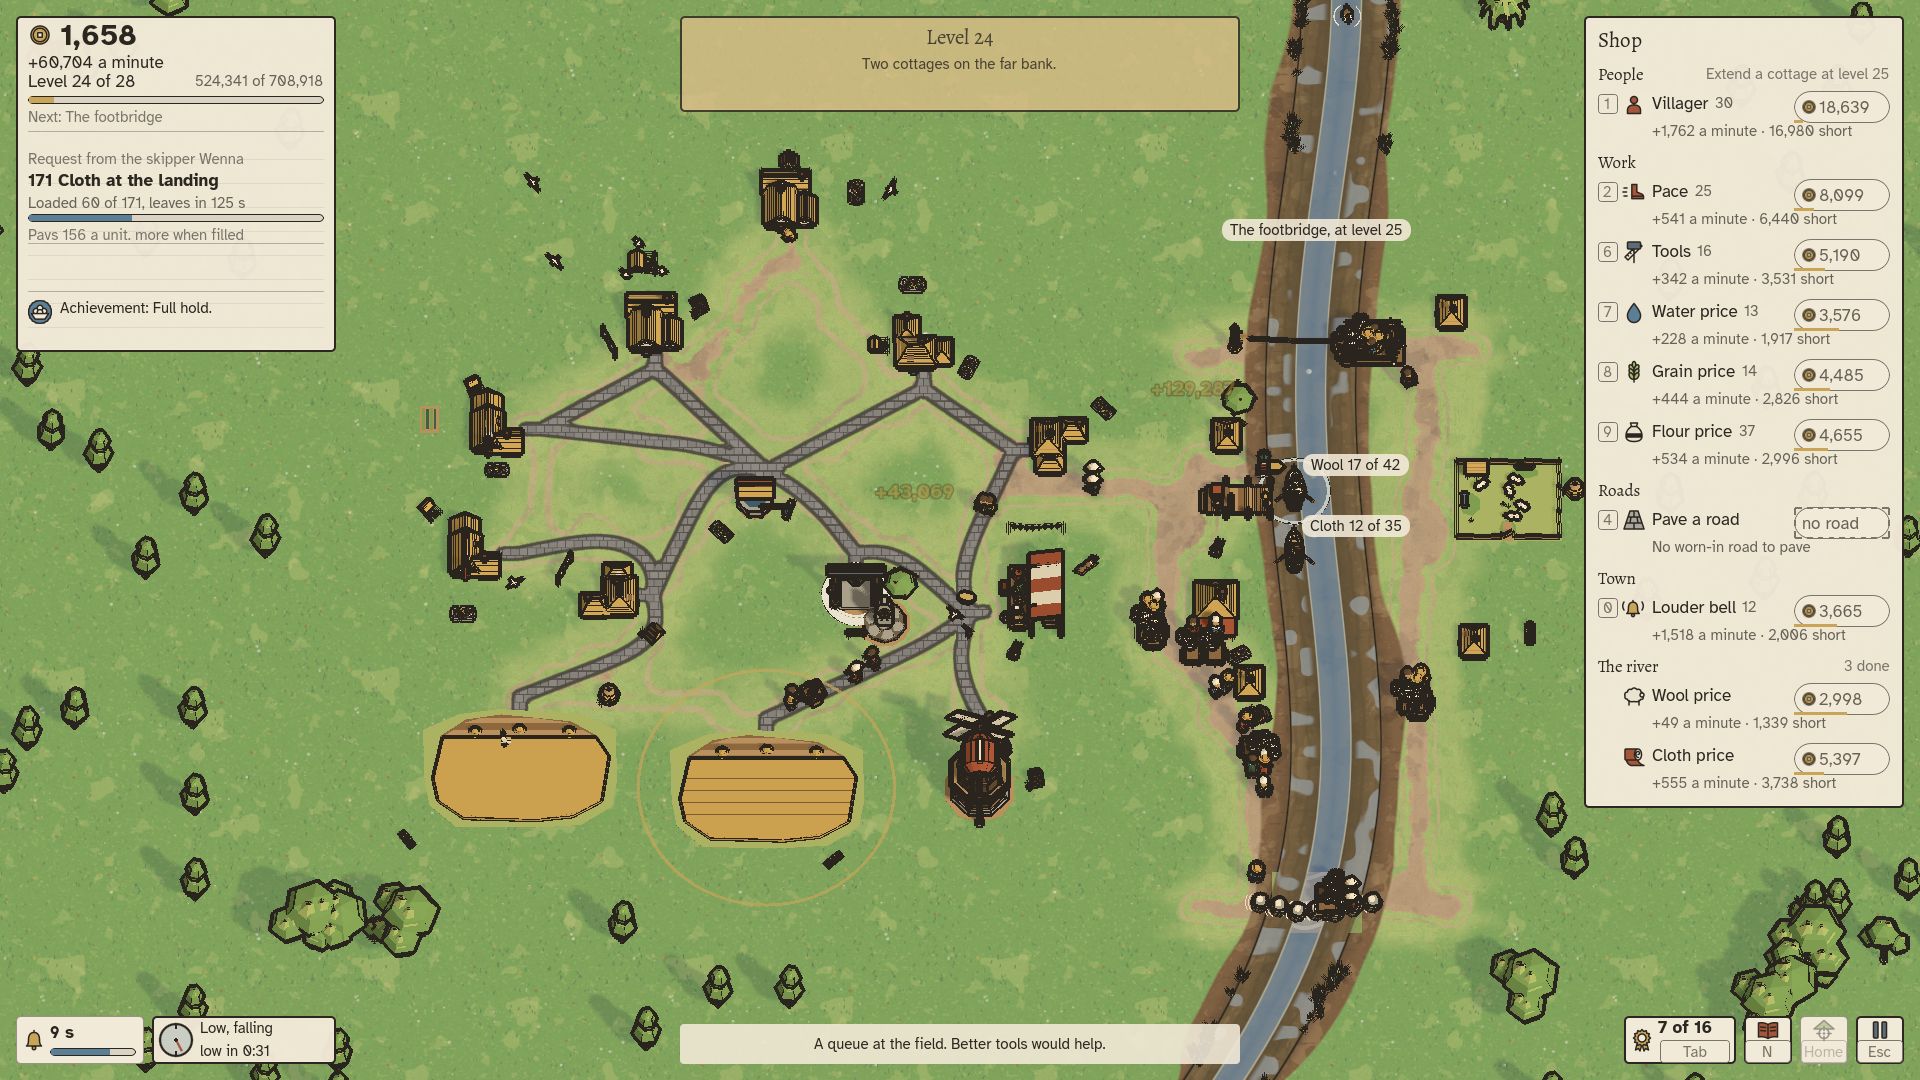 1,658
+60,704 a minute
Level 24 of 28
524,341 of 708,918
Next: The footbridge
Request from the skipper Wenna
171 Cloth at the landing
Loaded 60 of 171, leaves in 125 s
Pays 156 a unit. more when filled
Achievement: Full hold.
Level 24
Two cottages on the far bank.
The footbridge, at level 25
+129,287
+43,069
Wool 17 of 42
Cloth 12 of 35
Shop
People
Extend a cottage at level 25
1 Villager 30 18,639
+1,762 a minute · 16,980 short
Work
2 Pace 25 8,099
+541 a minute · 6,440 short
6 Tools 16 5,190
+342 a minute · 3,531 short
7 Water price 13 3,576
+228 a minute · 1,917 short
8 Grain price 14 4,485
+444 a minute · 2,826 short
9 Flour price 37 4,655
+534 a minute · 2,996 short
Roads
4 Pave a road no road
No worn-in road to pave
Town
0 Louder bell 12 3,665
+1,518 a minute · 2,006 short
The river
3 done
Wool price 2,998
+49 a minute · 1,339 short
Cloth price 5,397
+555 a minute · 3,738 short
9 s
Low, falling
low in 0:31
A queue at the field. Better tools would help.
7 of 16
Tab
N
Home
Esc